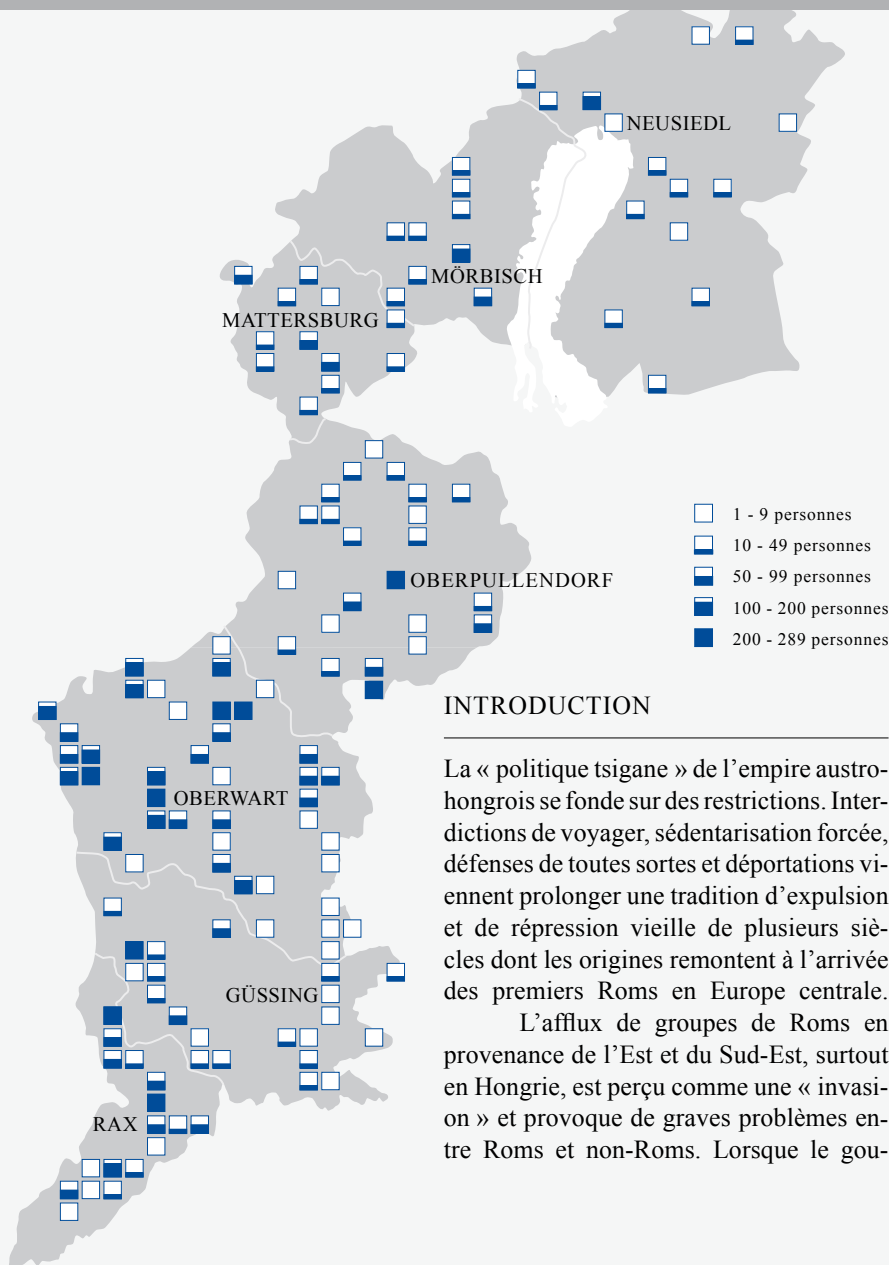 NEUSIEDL
MÖRBISCH
MATTERSBURG
1 - 9 personnes
10 - 49 personnes
50 - 99 personnes
100 - 200 personnes
200 - 289 personnes
OBERPULLENDORF
OBERWART
GÜSSING
RAX
INTRODUCTION
La « politique tsigane » de l’empire austro-
hongrois se fonde sur des restrictions. Inter-
dictions de voyager, sédentarisation forcée,
défenses de toutes sortes et déportations vi-
ennent prolonger une tradition d’expulsion
et de répression vieille de plusieurs siè-
cles dont les origines remontent à l’arrivée
des premiers Roms en Europe centrale.
L’afflux de groupes de Roms en
provenance de l’Est et du Sud-Est, surtout
en Hongrie, est perçu comme une « invasi-
on » et provoque de graves problèmes en-
tre Roms et non-Roms. Lorsque le gou-